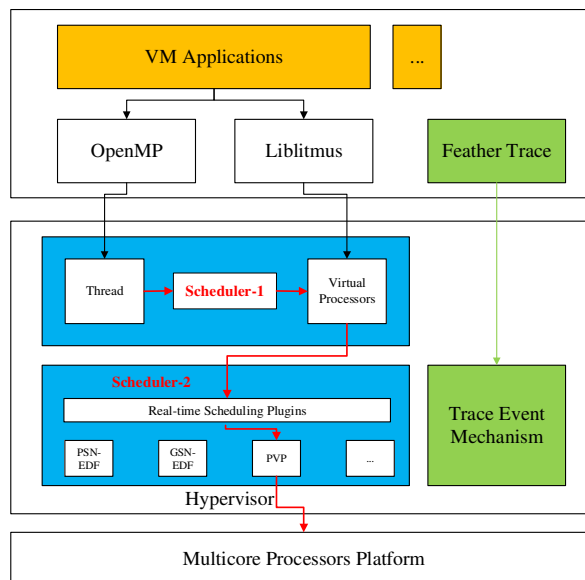 VM Applications
...
OpenMP
Liblitmus
Feather Trace
Thread
Scheduler-1
Virtual
Processors
Scheduler-2
Real-time Scheduling Plugins
PSN-
EDF
GSN-
EDF
PVP
...
Trace Event
Mechanism
Hypervisor
Multicore Processors Platform